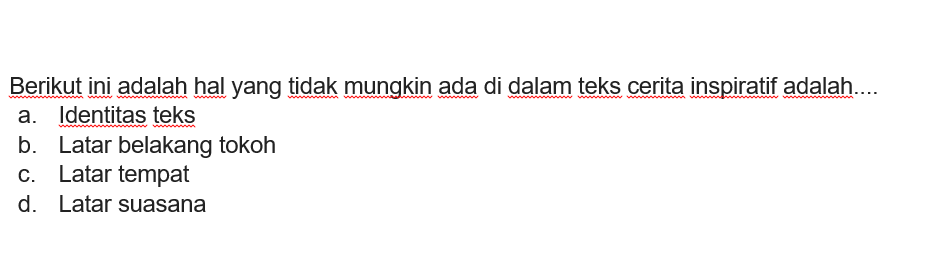 Berikut ini adalah hal yang tidak mungkin ada di dalam teks cerita inspiratif adalah....
a. Identitas teks
b. Latar belakang tokoh
c. Latar tempat
d. Latar suasana